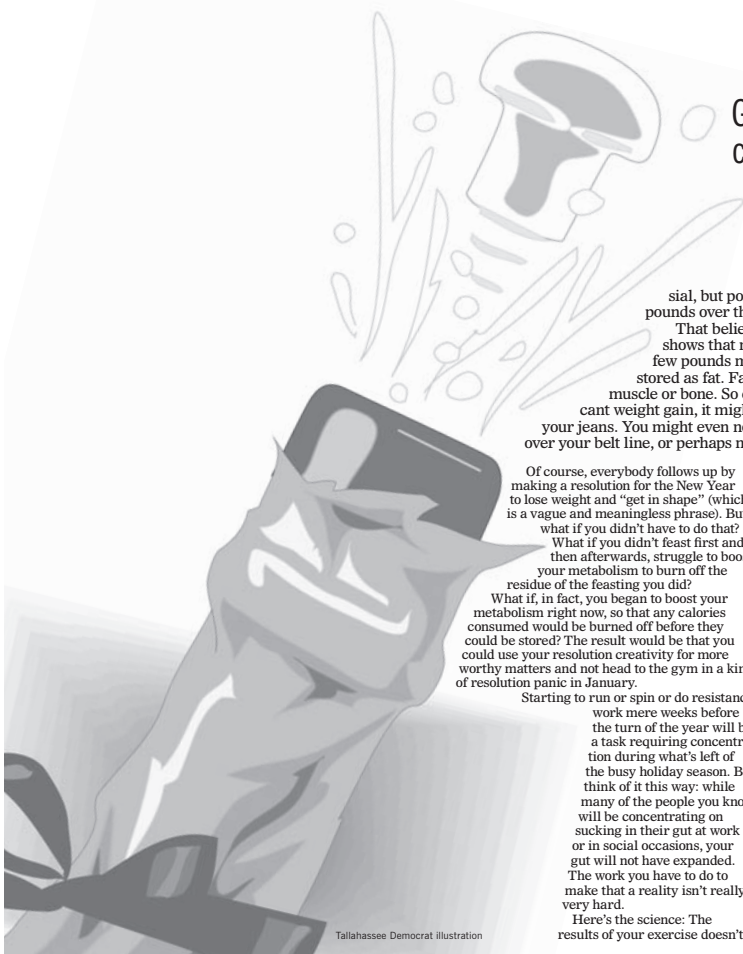 G
c
sial, but po
pounds over th
That belie
shows that
few pounds m
stored as fat. Fa
muscle or bone. So
cant weight gain, it migh
your jeans. You might even n
over your belt line, or perhaps n
Of course, everybody follows up by
making a resolution for the New Year
to lose weight and “get in shape” (which
is a vague and meaningless phrase). Bu
what if you didn’t have to do that?
What if you didn’t feast first and
then afterwards, struggle to boos
your metabolism to burn off the
residue of the feasting you did?
What if, in fact, you began to boost your
metabolism right now, so that any calories
consumed would be burned off before they
could be stored? The result would be that you
could use your resolution creativity for more
worthy matters and not head to the gym in a kin
of resolution panic in January.
Starting to run or spin or do resistanc
work mere weeks before
the turn of the year will b
a task requiring concentr
tion during what’s left of
the busy holiday season. B
think of it this way: while
many of the people you kno
will be concentrating on
sucking in their gut at work
or in social occasions, your
gut will not have expanded.
The work you have to do to
make that a reality isn’t really
very hard.
Here’s the science: The
results of your exercise doesn’t
Tallahassee Democrat illustration